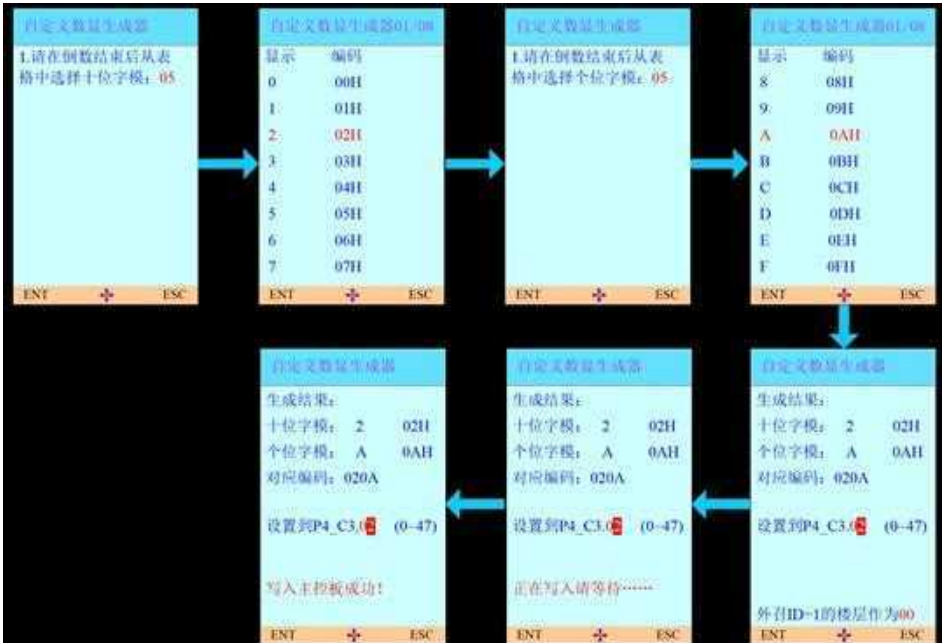 自定义数显生成器
1.请在倒数结束后从表
格中选择十位字模：05
ENT ESC
自定义数显生成器01/08
显示 编码
0 00H
1 01H
2 02H
3 03H
4 04H
5 05H
6 06H
7 07H
ENT ESC
自定义数显生成器
1.请在倒数结束后从表
格中选择个位字模：05
ENT ESC
自定义数显生成器01/08
显示 编码
8 08H
9 09H
A 0AH
B 0BH
C 0CH
D 0DH
E 0EH
F 0FH
ENT ESC
自定义数显生成器
生成结果：
十位字模： 2 02H
个位字模： A 0AH
对应编码：020A
设置到P4_C3.02 (0~47)
外召ID=1的楼层作为00
ENT ESC
自定义数显生成器
生成结果：
十位字模： 2 02H
个位字模： A 0AH
对应编码：020A
设置到P4_C3.02 (0~47)
正在写入请等待……
ENT ESC
自定义数显生成器
生成结果：
十位字模： 2 02H
个位字模： A 0AH
对应编码：020A
设置到P4_C3.02 (0~47)
写入主控板成功！
ENT ESC